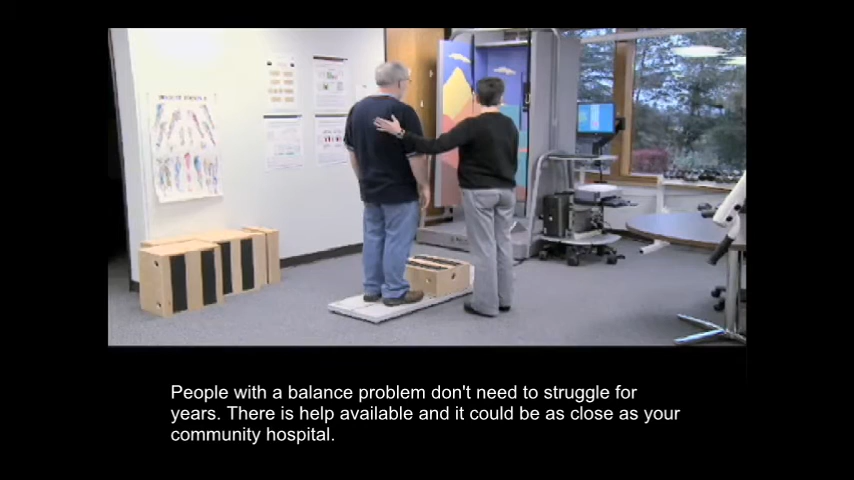 People with a balance problem don't need to struggle for
years. There is help available and it could be as close as your
community hospital.